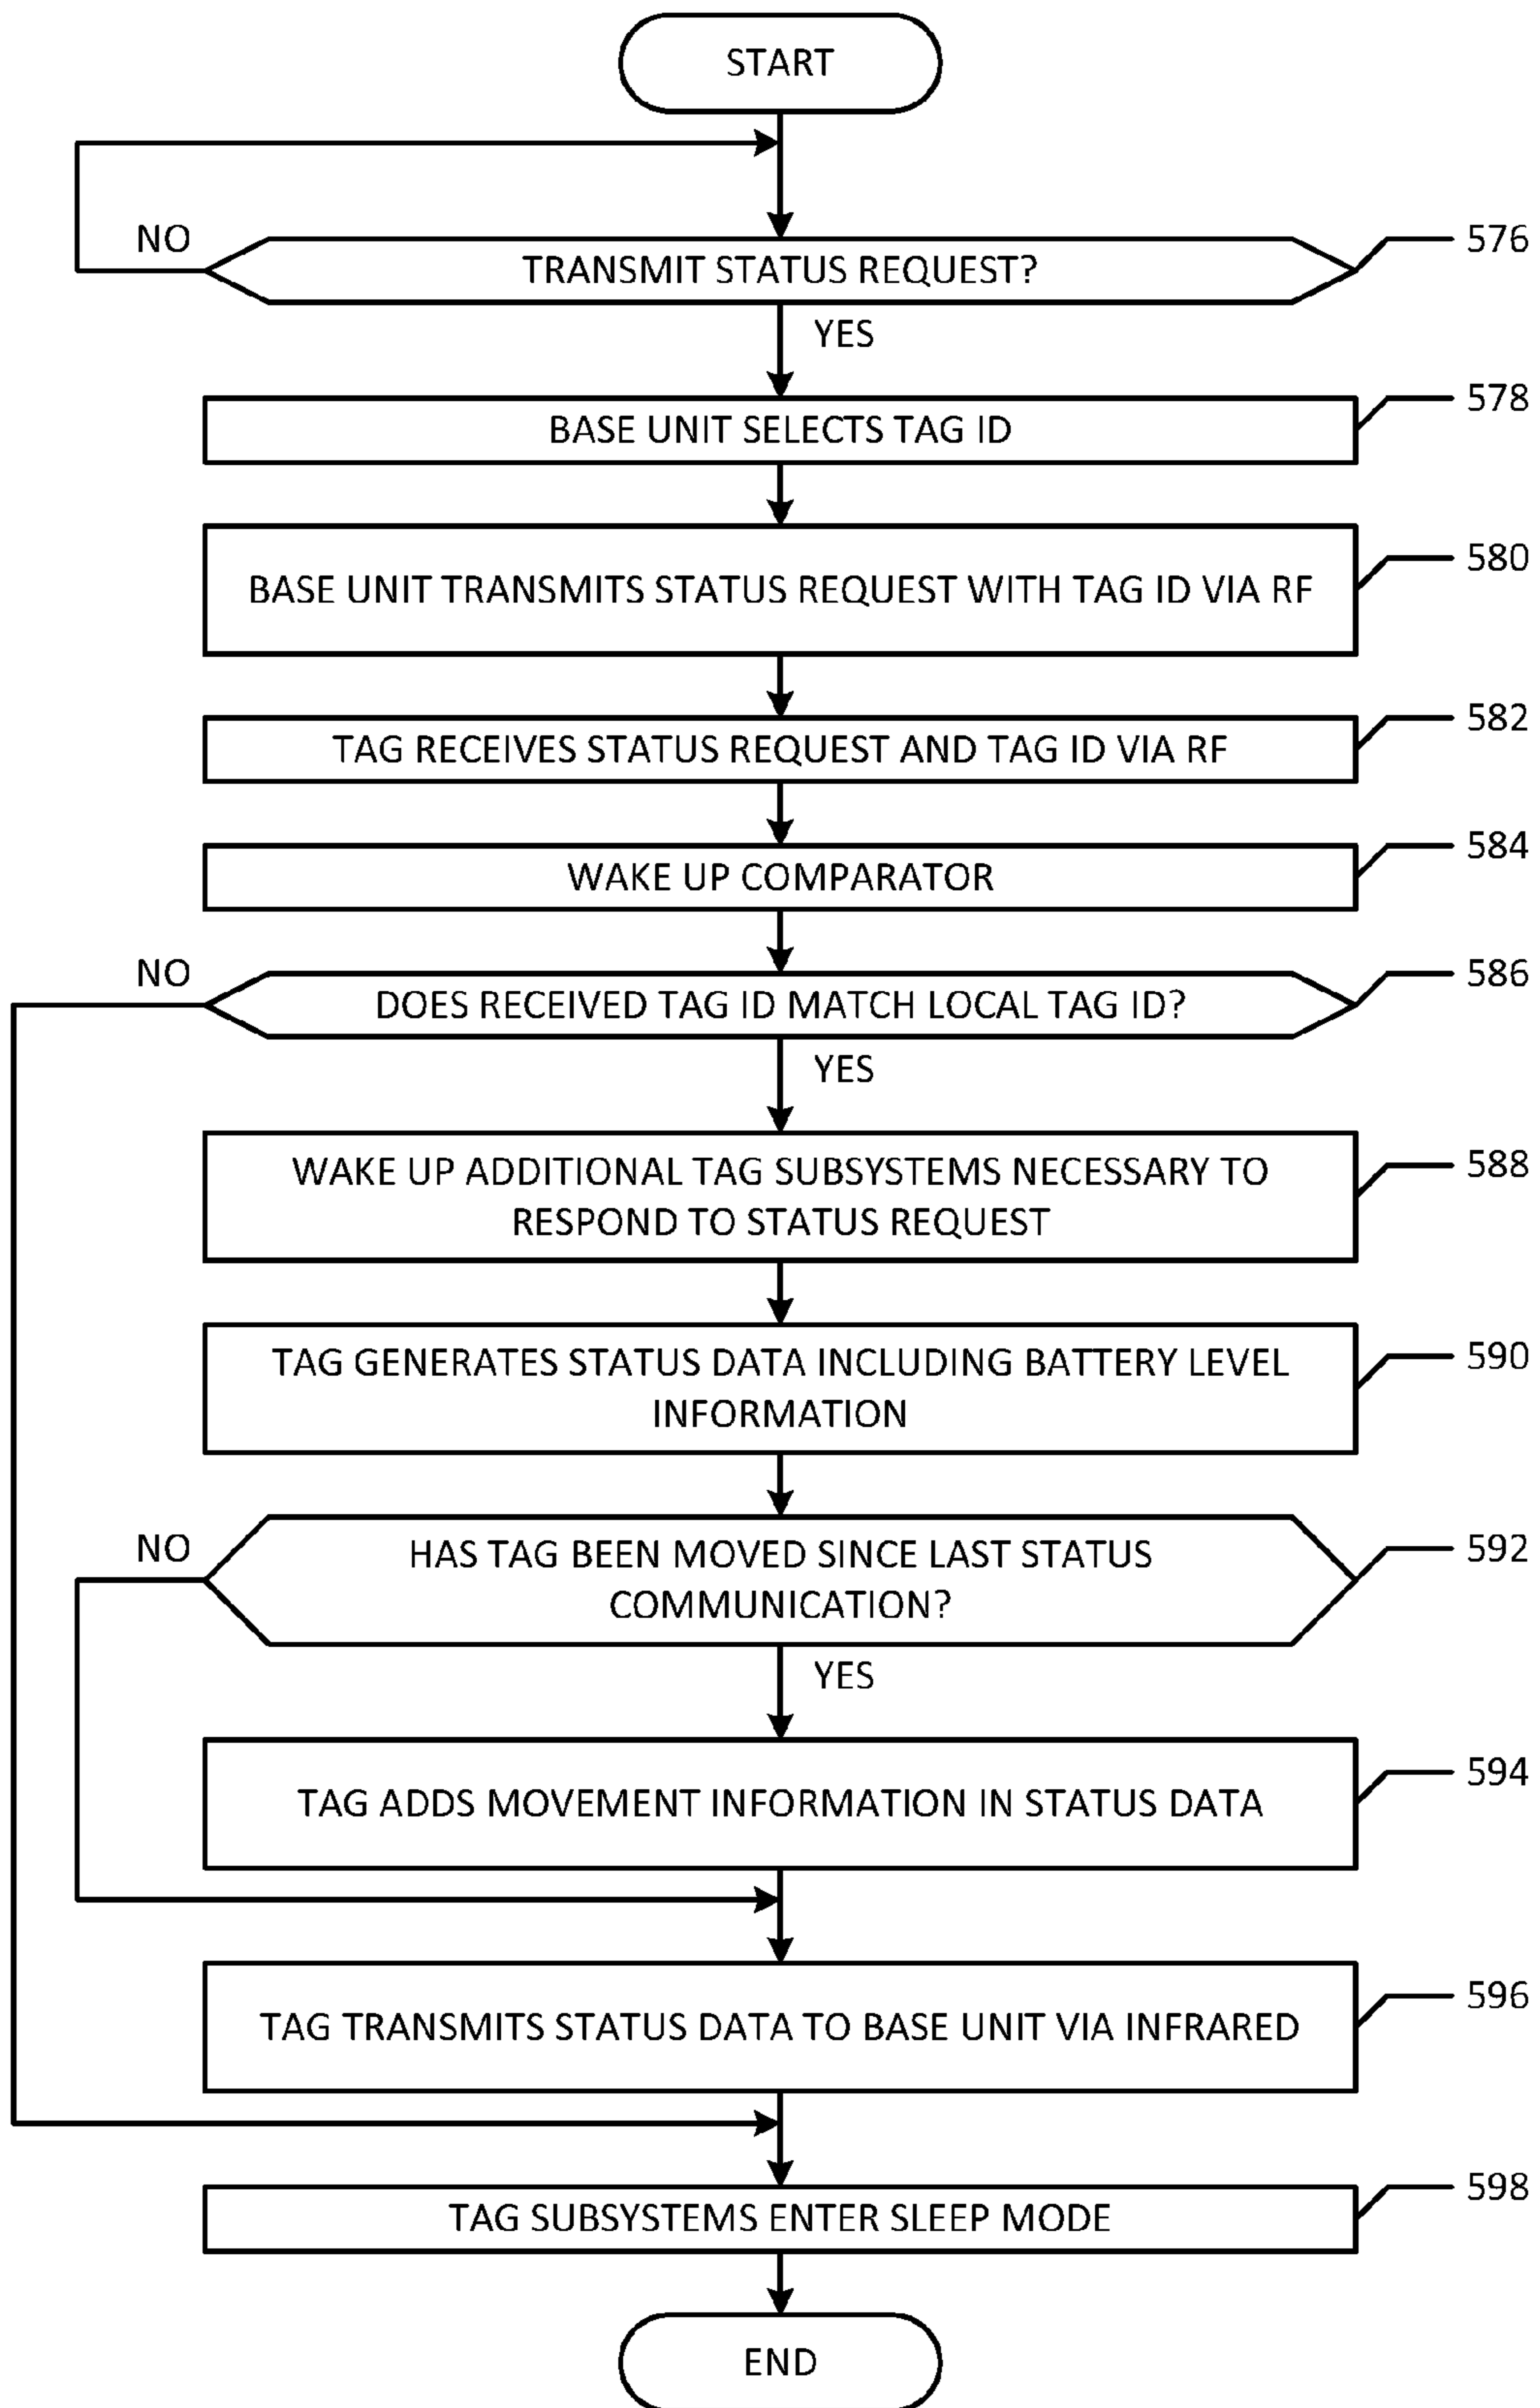 START
NO
576
TRANSMIT STATUS REQUEST?
YES
578
BASE UNIT SELECTS TAG ID
580
BASE UNIT TRANSMITS STATUS REQUEST WITH TAG ID VIA RF
582
TAG RECEIVES STATUS REQUEST AND TAG ID VIA RF
584
WAKE UP COMPARATOR
NO
586
DOES RECEIVED TAG ID MATCH LOCAL TAG ID?
YES
588
WAKE UP ADDITIONAL TAG SUBSYSTEMS NECESSARY TO
RESPOND TO STATUS REQUEST
590
TAG GENERATES STATUS DATA INCLUDING BATTERY LEVEL
INFORMATION
NO
592
HAS TAG BEEN MOVED SINCE LAST STATUS
COMMUNICATION?
YES
594
TAG ADDS MOVEMENT INFORMATION IN STATUS DATA
596
TAG TRANSMITS STATUS DATA TO BASE UNIT VIA INFRARED
598
TAG SUBSYSTEMS ENTER SLEEP MODE
END